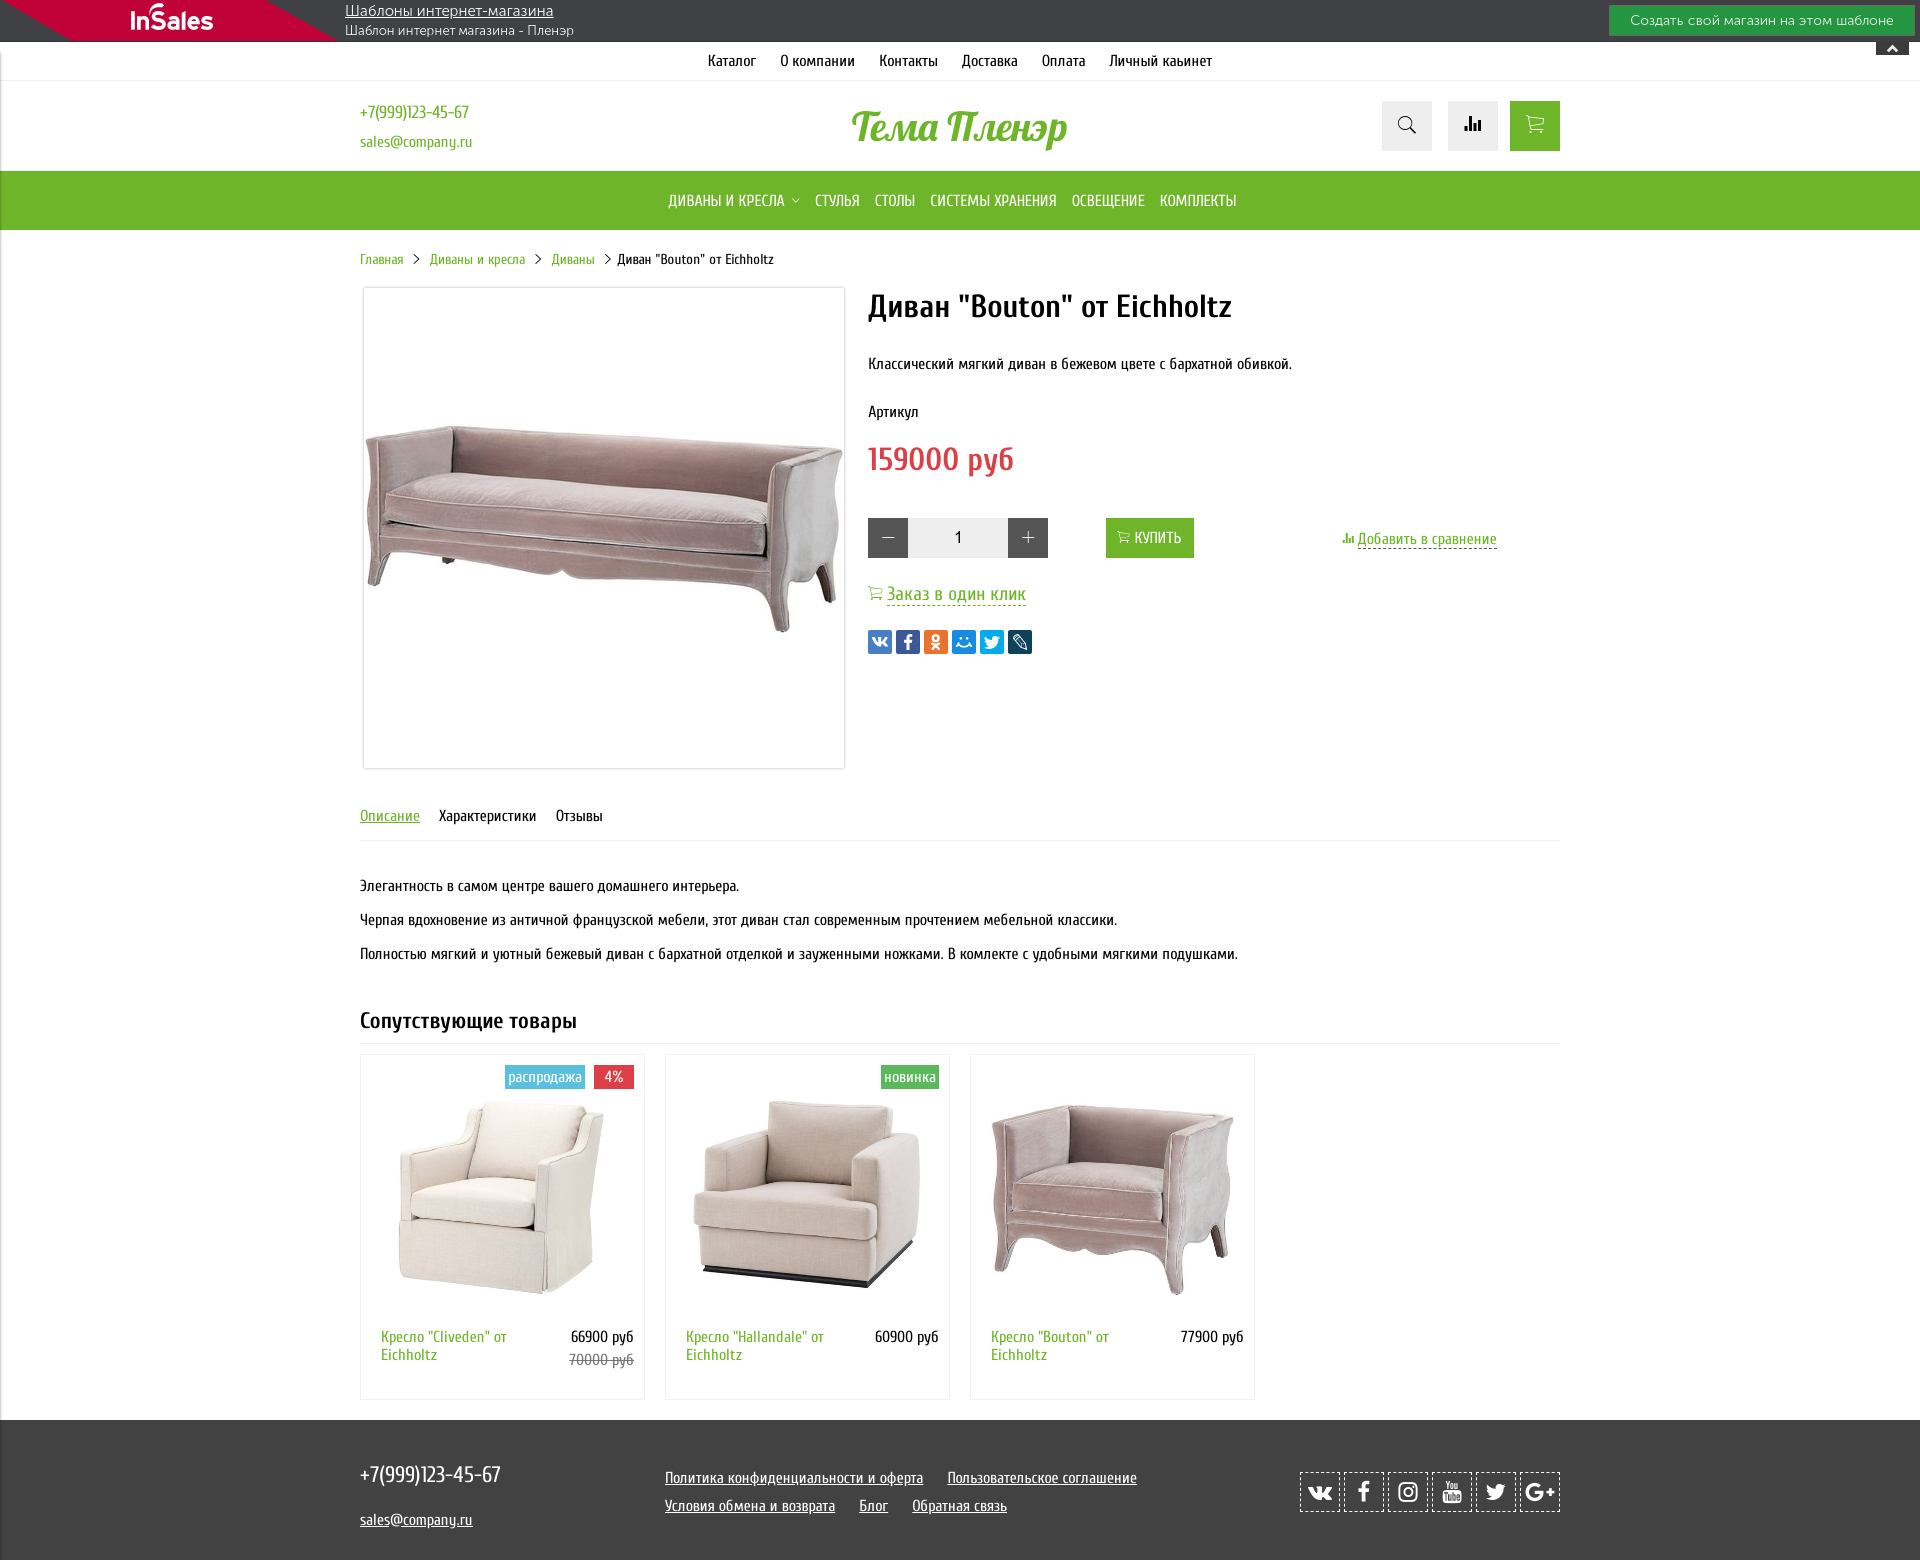 InSales
Шаблоны интернет-магазина
Шаблон интернет магазина - Пленэр
Создать свой магазин на этом шаблоне
Каталог О компании Контакты Доставка Оплата Личный каьинет
+7(999)123-45-67
sales@company.ru
Тема Пленэр
ДИВАНЫ И КРЕСЛА СТУЛЬЯ СТОЛЫ СИСТЕМЫ ХРАНЕНИЯ ОСВЕЩЕНИЕ КОМПЛЕКТЫ
Главная Диваны и кресла Диваны Диван "Bouton" от Eichholtz
Диван "Bouton" от Eichholtz
Классический мягкий диван в бежевом цвете с бархатной обивкой.
Артикул
159000 руб
— 1 + КУПИТЬ Добавить в сравнение
Заказ в один клик
Описание Характеристики Отзывы
Элегантность в самом центре вашего домашнего интерьера.
Черпая вдохновение из античной французской мебели, этот диван стал современным прочтением мебельной классики.
Полностью мягкий и уютный бежевый диван с бархатной отделкой и зауженными ножками. В комлекте с удобными мягкими подушками.
Сопутствующие товары
распродажа 4%
Кресло "Cliveden" от
Eichholtz
66900 руб
70000 руб
новинка
Кресло "Hallandale" от
Eichholtz
60900 руб
Кресло "Bouton" от
Eichholtz
77900 руб
+7(999)123-45-67
sales@company.ru
Политика конфиденциальности и оферта Пользовательское соглашение
Условия обмена и возврата Блог Обратная связь
You
Tube
G+